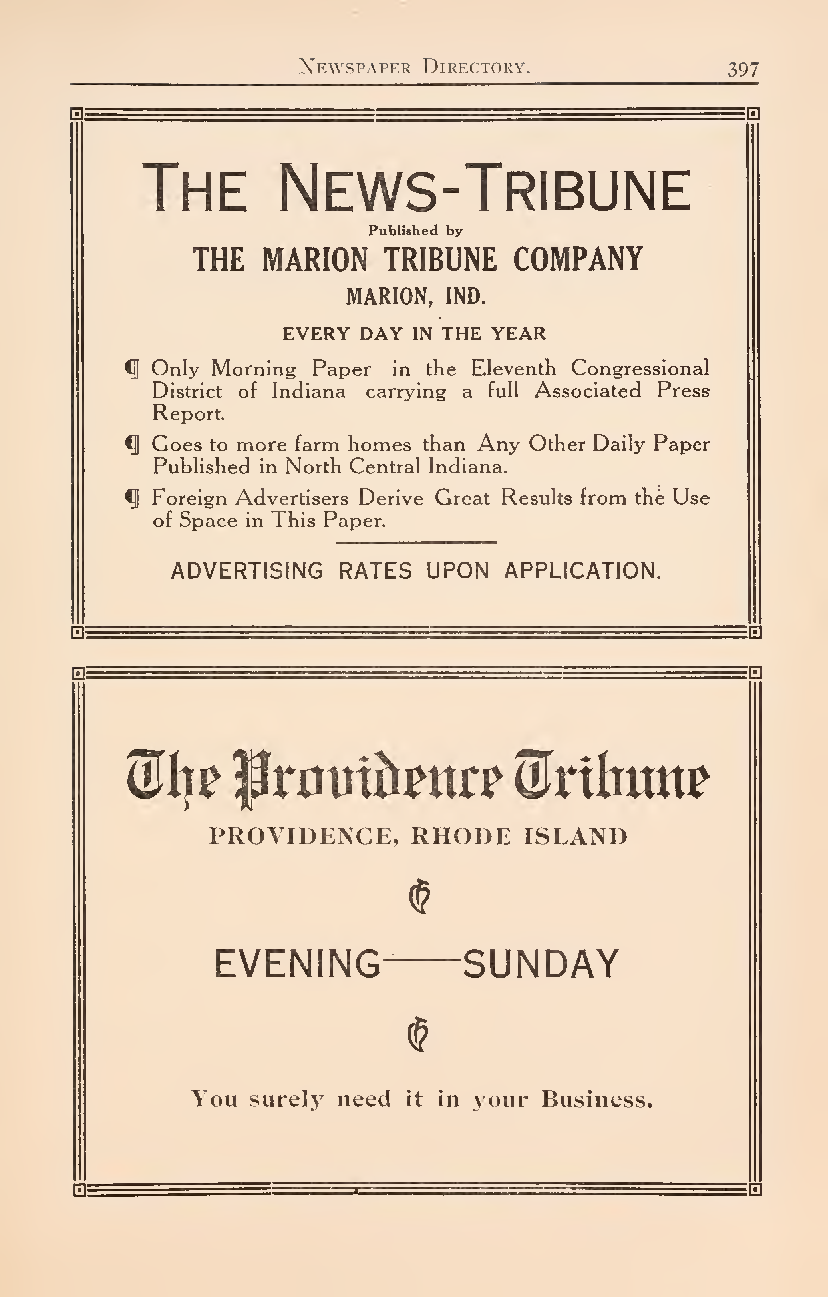 Newspaper Directory. 397
The News-Tribune
Published by
THE MARION TRIBUNE COMPANY
MARION, IND.
EVERY DAY IN THE YEAR
¶ Only Morning Paper in the Eleventh Congressional
District of Indiana carrying a full Associated Press
Report.
¶ Goes to more farm homes than Any Other Daily Paper
Published in North Central Indiana.
¶ Foreign Advertisers Derive Great Results from the Use
of Space in This Paper.
ADVERTISING RATES UPON APPLICATION.
The Providence Tribune
PROVIDENCE, RHODE ISLAND
EVENING—SUNDAY
You surely need it in your Business.